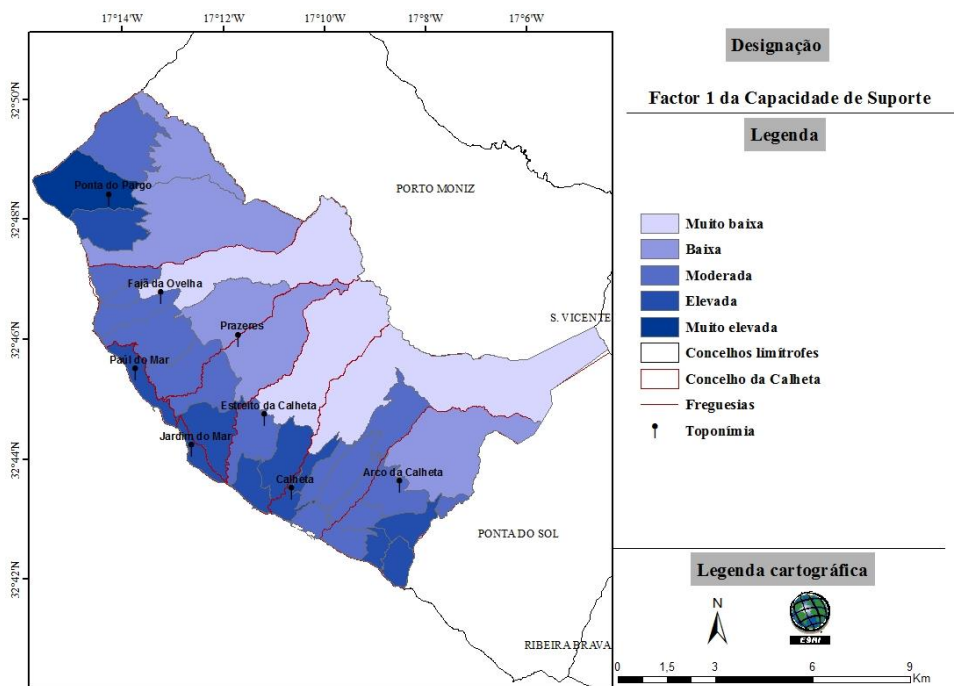 17°14'W 17°12'W 17°10'W 17°8'W 17°6'W
32°50'N
32°48'N
32°46'N
32°44'N
32°42'N
PORTO MONIZ
Ponta do Pargo
Fajã da Ovelha
S. VICENTE
Prazeres
Paúl do Mar
Estreito da Calheta
Jardim do Mar
Arco da Calheta
Calheta
PONTA DO SOL
RIBEIRA BRAVA
Designação
Factor 1 da Capacidade de Suporte
Legenda
Muito baixa
Baixa
Moderada
Elevada
Muito elevada
Concelhos limítrofes
Concelho da Calheta
Freguesias
Toponímia
Legenda cartográfica
N
ESRI
0 1,5 3 6 9
Km